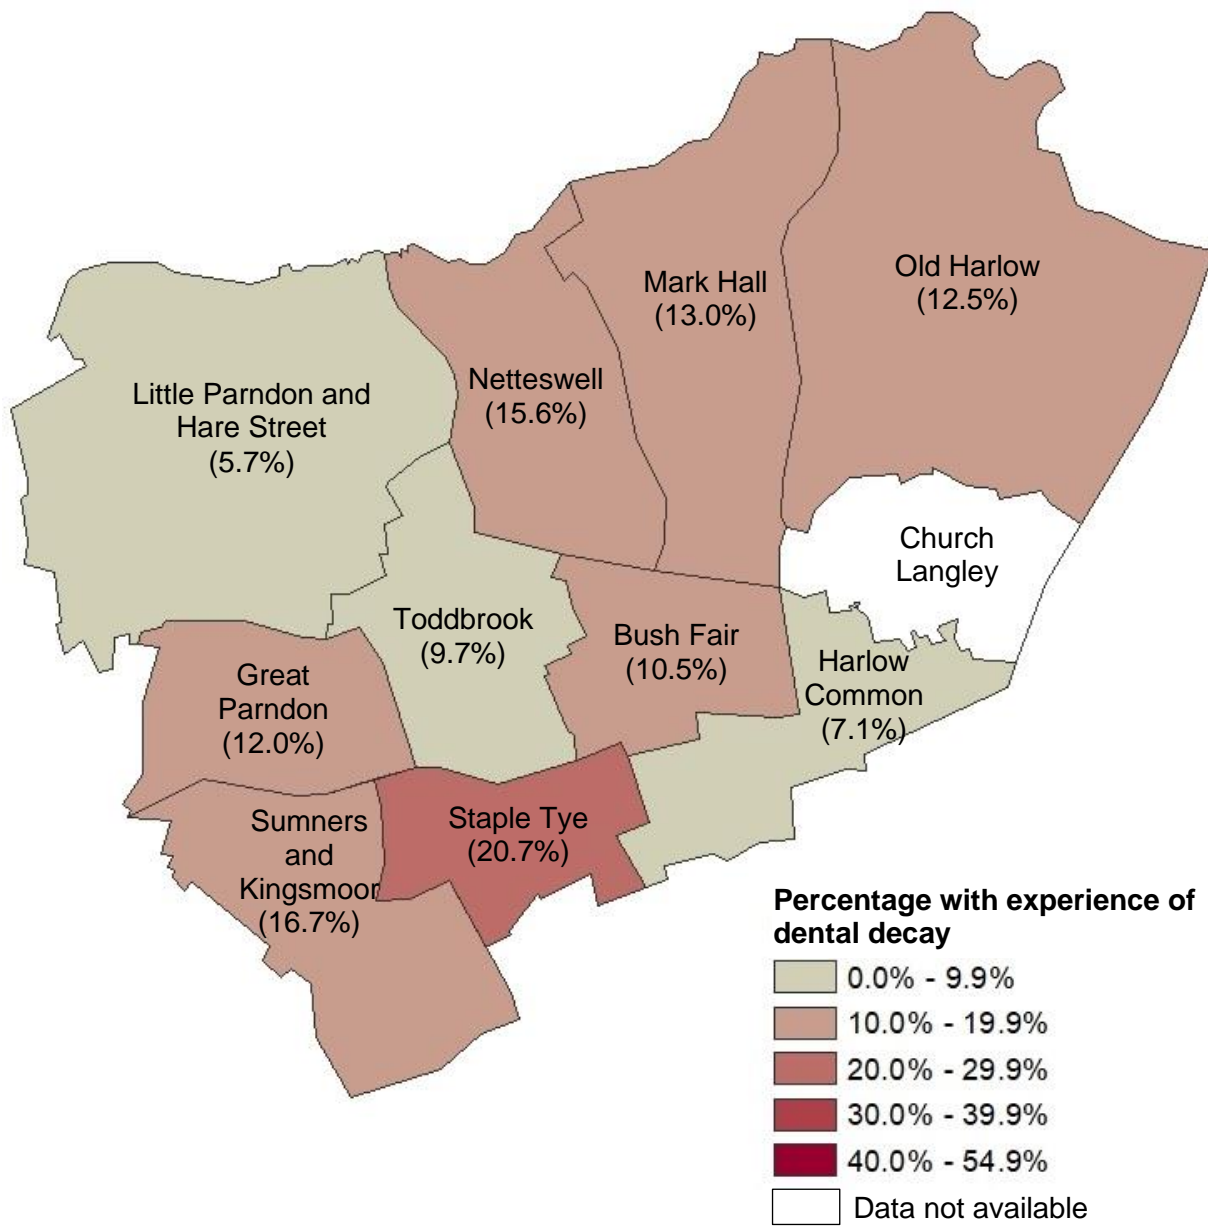 Old Harlow
(12.5%)
Mark Hall
(13.0%)
Netteswell
(15.6%)
Little Parndon and
Hare Street
(5.7%)
Church
Langley
Toddbrook
(9.7%)
Bush Fair
(10.5%)
Harlow
Common
(7.1%)
Great
Parndon
(12.0%)
Sumners
and
Kingsmoor
(16.7%)
Staple Tye
(20.7%)
Percentage with experience of
dental decay
0.0% - 9.9%
10.0% - 19.9%
20.0% - 29.9%
30.0% - 39.9%
40.0% - 54.9%
Data not available